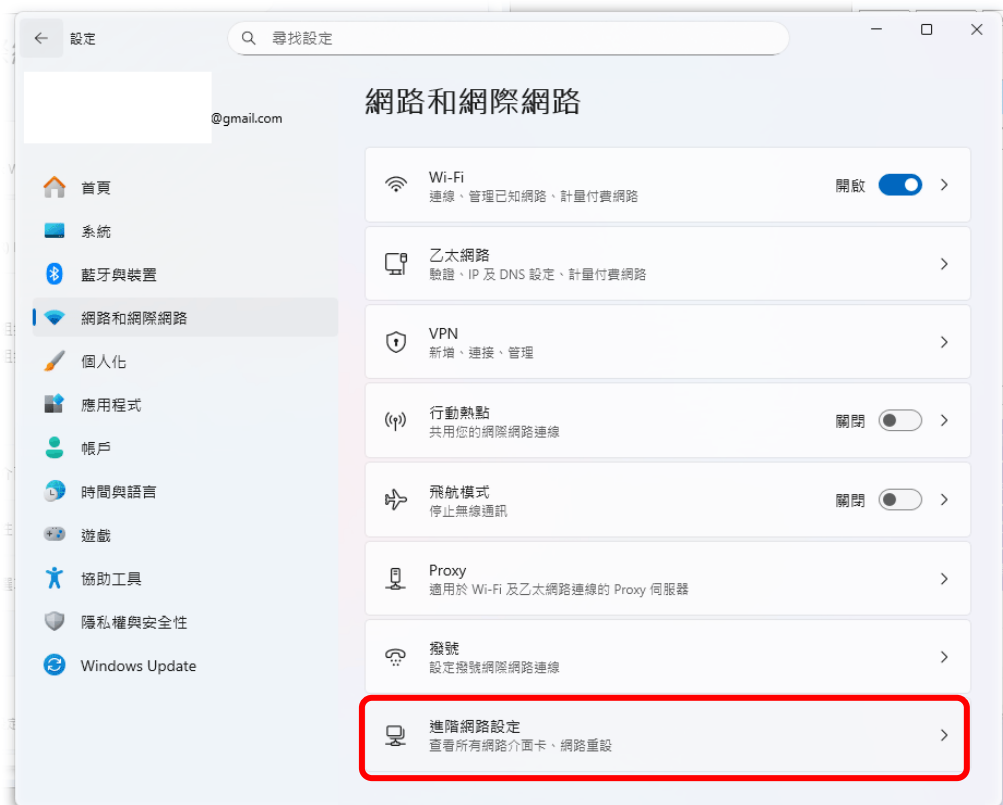 設定
尋找設定
@gmail.com
首頁
系統
藍牙與裝置
網路和網際網路
個人化
應用程式
帳戶
時間與語言
遊戲
協助工具
隱私權與安全性
Windows Update
網路和網際網路
Wi-Fi
連線、管理已知網路、計量付費網路
開啟
乙太網路
驗證、IP 及 DNS 設定、計量付費網路
VPN
新增、連接、管理
行動熱點
共用您的網際網路連線
關閉
飛航模式
停止無線通訊
關閉
Proxy
適用於 Wi-Fi 及乙太網路連線的 Proxy 伺服器
撥號
設定撥號網際網路連線
進階網路設定
查看所有網路介面卡、網路重設